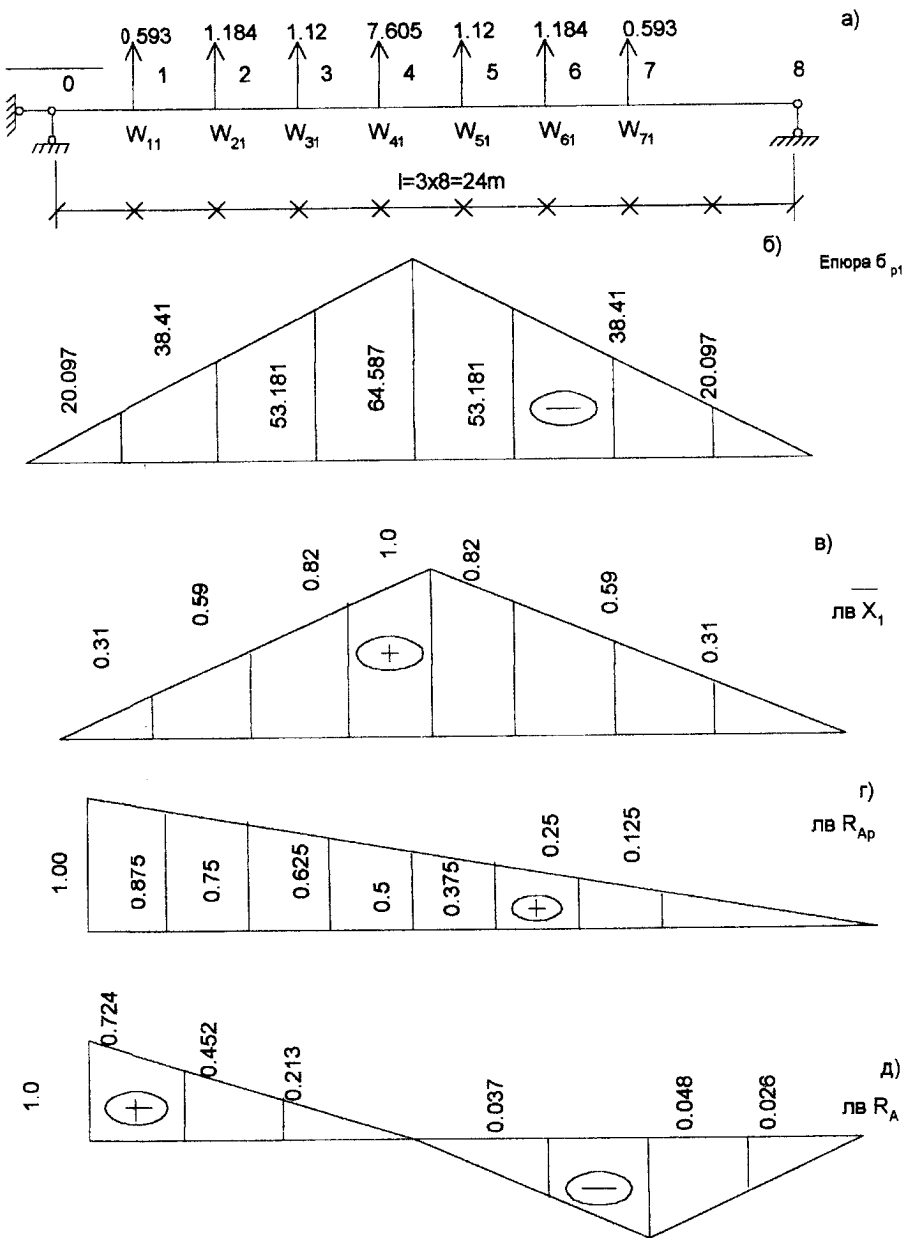 а)
0.593 1.184 1.12 7.605 1.12 1.184 0.593
0 1 2 3 4 5 6 7 8
W11 W21 W31 W41 W51 W61 W71
l=3x8=24m
б)
Епюра б р1
20.097 38.41 53.181 64.587 53.181 38.41 20.097
в)
лв X1
0.31 0.59 0.82 1.0 0.82 0.59 0.31
г)
лв RAp
1.00 0.875 0.75 0.625 0.5 0.375 0.25 0.125
д)
лв RA
1.0 0.724 0.452 0.213 0.037 0.048 0.026